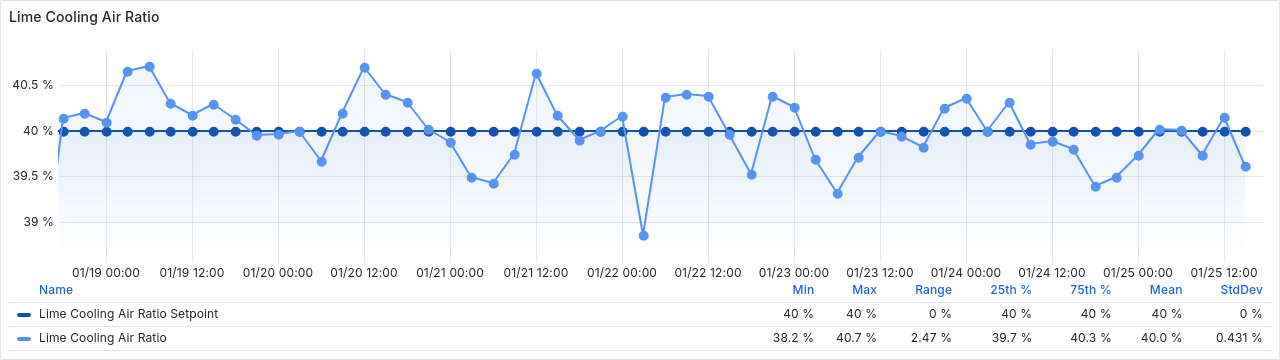 Lime Cooling Air Ratio
40.5 %
40 %
39.5 %
39 %
01/19 00:00 01/19 12:00 01/20 00:00 01/20 12:00 01/21 00:00 01/21 12:00 01/22 00:00 01/22 12:00 01/23 00:00 01/23 12:00 01/24 00:00 01/24 12:00 01/25 00:00 01/25 12:00
Name Min Max Range 25th % 75th % Mean StdDev
Lime Cooling Air Ratio Setpoint 40 % 40 % 0 % 40 % 40 % 40 % 0 %
Lime Cooling Air Ratio 38.2 % 40.7 % 2.47 % 39.7 % 40.3 % 40.0 % 0.431 %